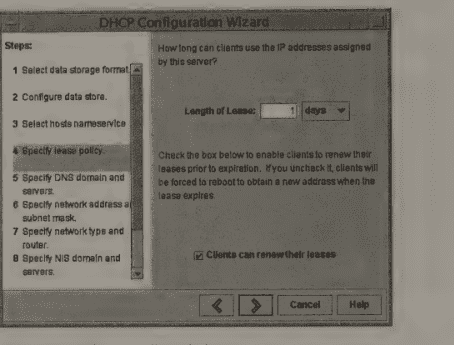 DHCP Configuration Wizard
Steps:
1 Select data storage format
2 Configure data store.
3 Select hosts nameservice
4 Specify lease policy.
5 Specify DNS domain and
servers.
6 Specify network address a
subnet mask.
7 Specify network type and
router.
8 Specify NIS domain and
servers.
How long can clients use the IP addresses assigned
by this server?
Length of Lease: 1 days
Check the box below to enable clients to renew their
leases prior to expiration. If you uncheck it, clients will
be forced to reboot to obtain a new address when the
lease expires
Clients can renew their leases
Cancel Help